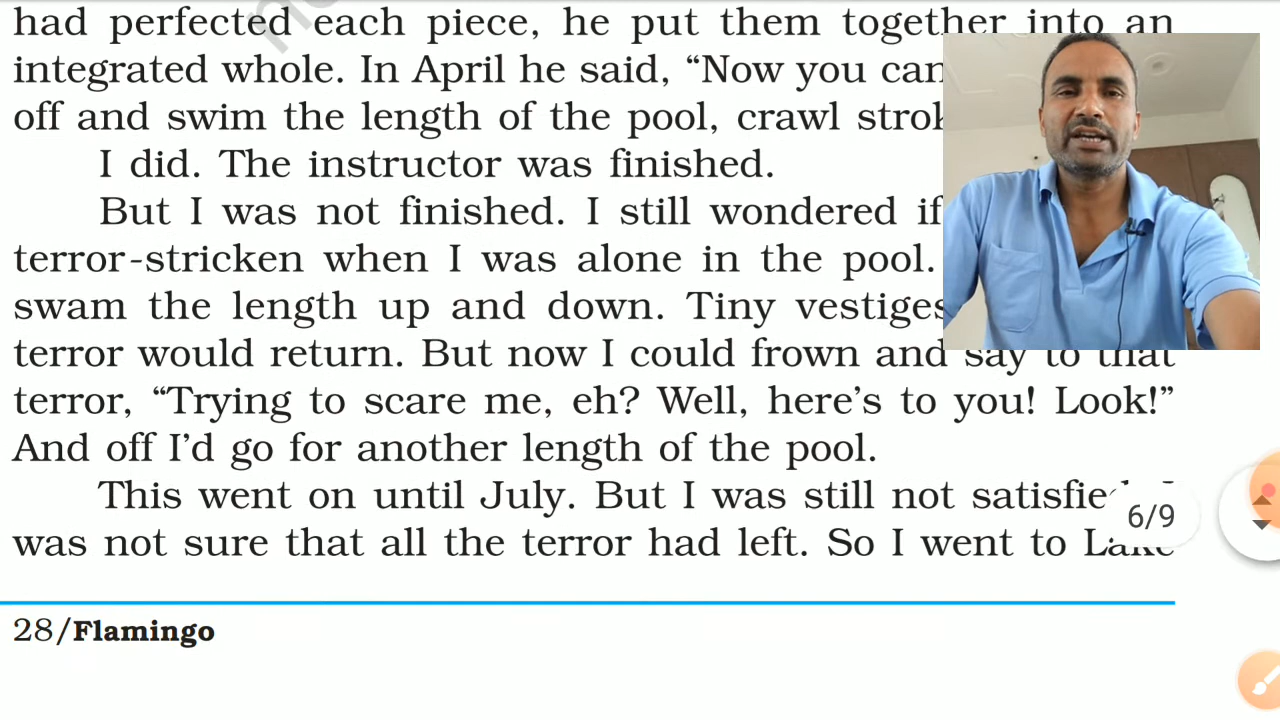 had perfected each piece, he put them together into an
integrated whole. In April he said, “Now you can
off and swim the length of the pool, crawl
I did. The instructor was finished.
But I was not finished. I still wondered if
terror-stricken when I was alone in the pool.
swam the length up and down. Tiny vestiges
terror would return. But now I could frown and say to that
terror, “Trying to scare me, eh? Well, here’s to you! Look!”
And off I’d go for another length of the pool.
This went on until July. But I was still not satisfied.
6/9
was not sure that all the terror had left. So I went to Lake
28/Flamingo